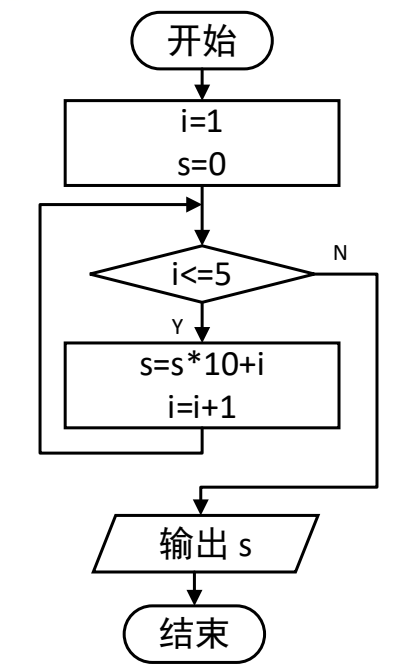 开始
i=1
s=0
i<=5
N
Y
s=s*10+i
i=i+1
输出 s
结束